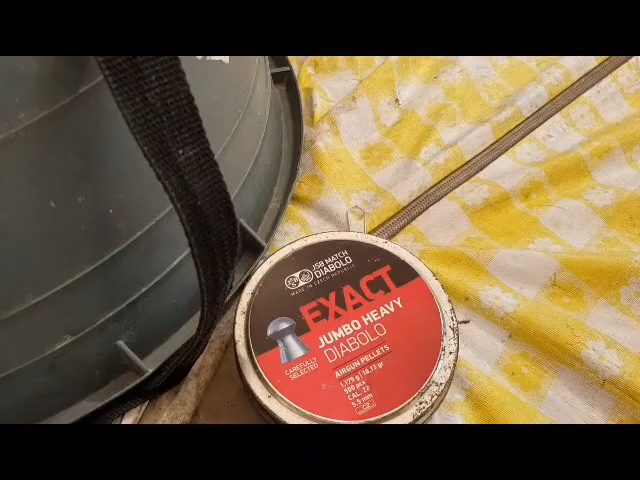 JSB MATCH
DIABOLO
MADE IN CZECH REPUBLIC
EXACT
JUMBO HEAVY
DIABOLO
CAREFULLY
SELECTED
AIRGUN PELLETS
1,175 g | 18.13 gr
500 pcs
CAL. 22
5.5 mm